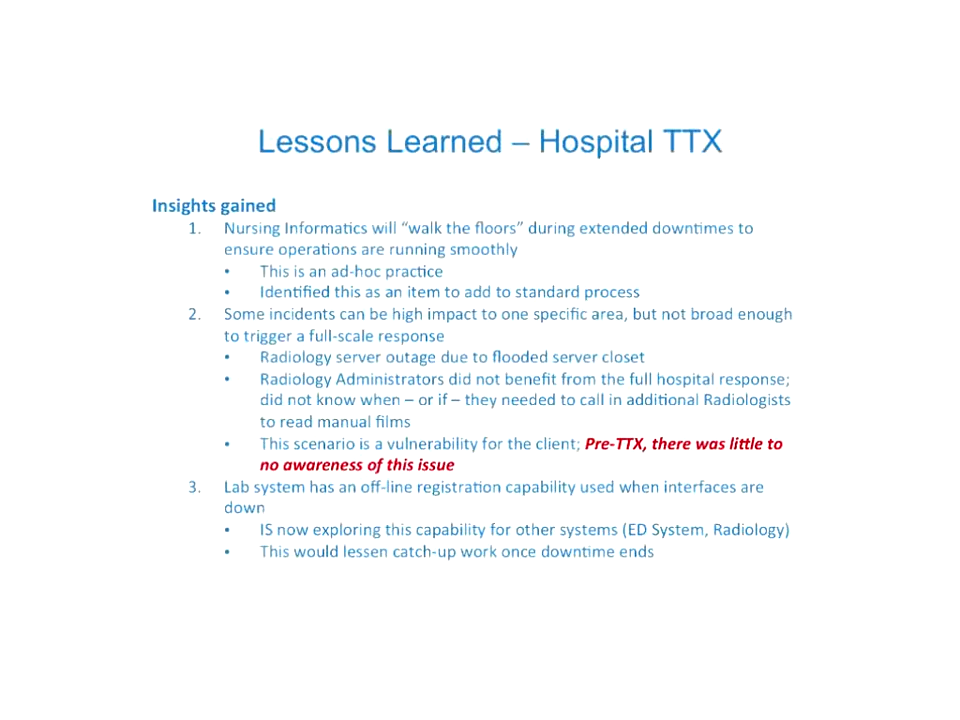 Lessons Learned – Hospital TTX
Insights gained
1. Nursing Informatics will “walk the floors” during extended downtimes to
ensure operations are running smoothly
• This is an ad-hoc practice
• Identified this as an item to add to standard process
2. Some incidents can be high impact to one specific area, but not broad enough
to trigger a full-scale response
• Radiology server outage due to flooded server closet
• Radiology Administrators did not benefit from the full hospital response;
did not know when – or if – they needed to call in additional Radiologists
to read manual films
• This scenario is a vulnerability for the client; Pre-TTX, there was little to
no awareness of this issue
3. Lab system has an off-line registration capability used when interfaces are
down
• IS now exploring this capability for other systems (ED System, Radiology)
• This would lessen catch-up work once downtime ends